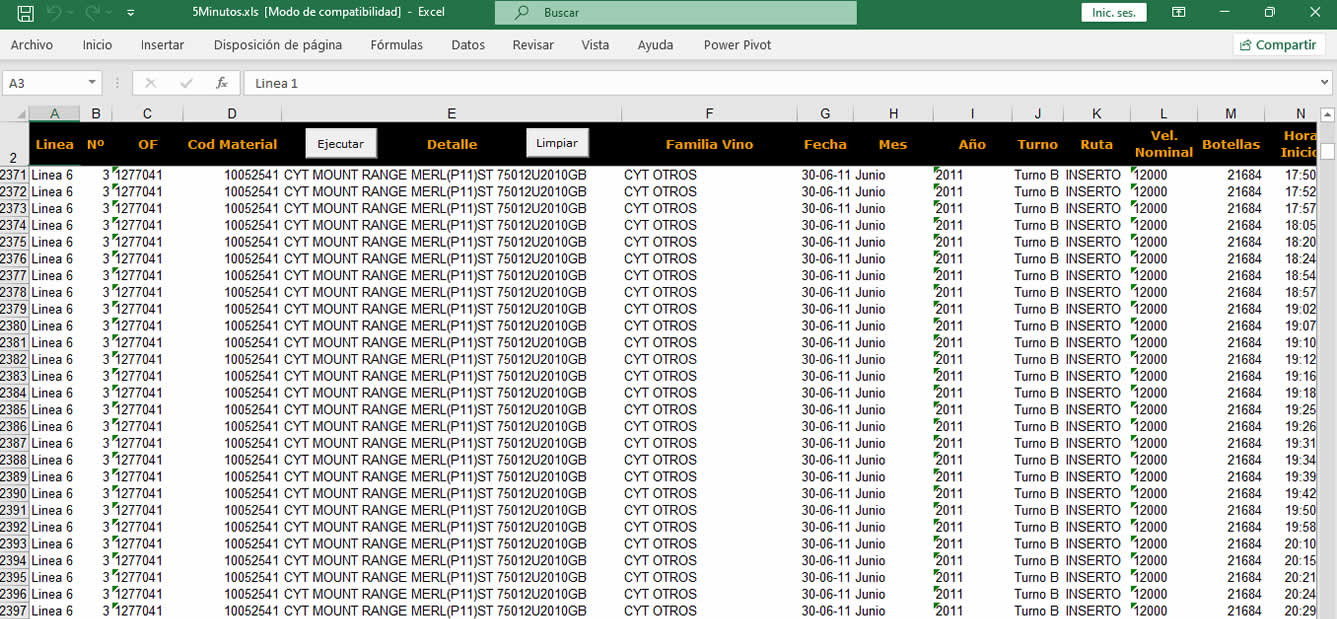 5Minutos.xls [Modo de compatibilidad] - Excel Buscar Inic. ses.
Archivo Inicio Insertar Disposición de página Fórmulas Datos Revisar Vista Ayuda Power Pivot Compartir
A3 fx Linea 1
A B C D E F G H I J K L M N
2 Linea Nº OF Cod Material Ejecutar Detalle Limpiar Familia Vino Fecha Mes Año Turno Ruta Vel. Nominal Botellas Hora Inicio
2371 Linea 6 3 1277041 10052541 CYT MOUNT RANGE MERL(P11)ST 75012U2010GB CYT OTROS 30-06-11 Junio 2011 Turno B INSERTO 12000 21684 17:50
2372 Linea 6 3 1277041 10052541 CYT MOUNT RANGE MERL(P11)ST 75012U2010GB CYT OTROS 30-06-11 Junio 2011 Turno B INSERTO 12000 21684 17:52
2373 Linea 6 3 1277041 10052541 CYT MOUNT RANGE MERL(P11)ST 75012U2010GB CYT OTROS 30-06-11 Junio 2011 Turno B INSERTO 12000 21684 17:57
2374 Linea 6 3 1277041 10052541 CYT MOUNT RANGE MERL(P11)ST 75012U2010GB CYT OTROS 30-06-11 Junio 2011 Turno B INSERTO 12000 21684 18:05
2375 Linea 6 3 1277041 10052541 CYT MOUNT RANGE MERL(P11)ST 75012U2010GB CYT OTROS 30-06-11 Junio 2011 Turno B INSERTO 12000 21684 18:20
2376 Linea 6 3 1277041 10052541 CYT MOUNT RANGE MERL(P11)ST 75012U2010GB CYT OTROS 30-06-11 Junio 2011 Turno B INSERTO 12000 21684 18:24
2377 Linea 6 3 1277041 10052541 CYT MOUNT RANGE MERL(P11)ST 75012U2010GB CYT OTROS 30-06-11 Junio 2011 Turno B INSERTO 12000 21684 18:54
2378 Linea 6 3 1277041 10052541 CYT MOUNT RANGE MERL(P11)ST 75012U2010GB CYT OTROS 30-06-11 Junio 2011 Turno B INSERTO 12000 21684 18:57
2379 Linea 6 3 1277041 10052541 CYT MOUNT RANGE MERL(P11)ST 75012U2010GB CYT OTROS 30-06-11 Junio 2011 Turno B INSERTO 12000 21684 19:02
2380 Linea 6 3 1277041 10052541 CYT MOUNT RANGE MERL(P11)ST 75012U2010GB CYT OTROS 30-06-11 Junio 2011 Turno B INSERTO 12000 21684 19:07
2381 Linea 6 3 1277041 10052541 CYT MOUNT RANGE MERL(P11)ST 75012U2010GB CYT OTROS 30-06-11 Junio 2011 Turno B INSERTO 12000 21684 19:10
2382 Linea 6 3 1277041 10052541 CYT MOUNT RANGE MERL(P11)ST 75012U2010GB CYT OTROS 30-06-11 Junio 2011 Turno B INSERTO 12000 21684 19:12
2383 Linea 6 3 1277041 10052541 CYT MOUNT RANGE MERL(P11)ST 75012U2010GB CYT OTROS 30-06-11 Junio 2011 Turno B INSERTO 12000 21684 19:16
2384 Linea 6 3 1277041 10052541 CYT MOUNT RANGE MERL(P11)ST 75012U2010GB CYT OTROS 30-06-11 Junio 2011 Turno B INSERTO 12000 21684 19:18
2385 Linea 6 3 1277041 10052541 CYT MOUNT RANGE MERL(P11)ST 75012U2010GB CYT OTROS 30-06-11 Junio 2011 Turno B INSERTO 12000 21684 19:25
2386 Linea 6 3 1277041 10052541 CYT MOUNT RANGE MERL(P11)ST 75012U2010GB CYT OTROS 30-06-11 Junio 2011 Turno B INSERTO 12000 21684 19:26
2387 Linea 6 3 1277041 10052541 CYT MOUNT RANGE MERL(P11)ST 75012U2010GB CYT OTROS 30-06-11 Junio 2011 Turno B INSERTO 12000 21684 19:31
2388 Linea 6 3 1277041 10052541 CYT MOUNT RANGE MERL(P11)ST 75012U2010GB CYT OTROS 30-06-11 Junio 2011 Turno B INSERTO 12000 21684 19:34
2389 Linea 6 3 1277041 10052541 CYT MOUNT RANGE MERL(P11)ST 75012U2010GB CYT OTROS 30-06-11 Junio 2011 Turno B INSERTO 12000 21684 19:39
2390 Linea 6 3 1277041 10052541 CYT MOUNT RANGE MERL(P11)ST 75012U2010GB CYT OTROS 30-06-11 Junio 2011 Turno B INSERTO 12000 21684 19:42
2391 Linea 6 3 1277041 10052541 CYT MOUNT RANGE MERL(P11)ST 75012U2010GB CYT OTROS 30-06-11 Junio 2011 Turno B INSERTO 12000 21684 19:50
2392 Linea 6 3 1277041 10052541 CYT MOUNT RANGE MERL(P11)ST 75012U2010GB CYT OTROS 30-06-11 Junio 2011 Turno B INSERTO 12000 21684 19:58
2393 Linea 6 3 1277041 10052541 CYT MOUNT RANGE MERL(P11)ST 75012U2010GB CYT OTROS 30-06-11 Junio 2011 Turno B INSERTO 12000 21684 20:10
2394 Linea 6 3 1277041 10052541 CYT MOUNT RANGE MERL(P11)ST 75012U2010GB CYT OTROS 30-06-11 Junio 2011 Turno B INSERTO 12000 21684 20:15
2395 Linea 6 3 1277041 10052541 CYT MOUNT RANGE MERL(P11)ST 75012U2010GB CYT OTROS 30-06-11 Junio 2011 Turno B INSERTO 12000 21684 20:21
2396 Linea 6 3 1277041 10052541 CYT MOUNT RANGE MERL(P11)ST 75012U2010GB CYT OTROS 30-06-11 Junio 2011 Turno B INSERTO 12000 21684 20:24
2397 Linea 6 3 1277041 10052541 CYT MOUNT RANGE MERL(P11)ST 75012U2010GB CYT OTROS 30-06-11 Junio 2011 Turno B INSERTO 12000 21684 20:29